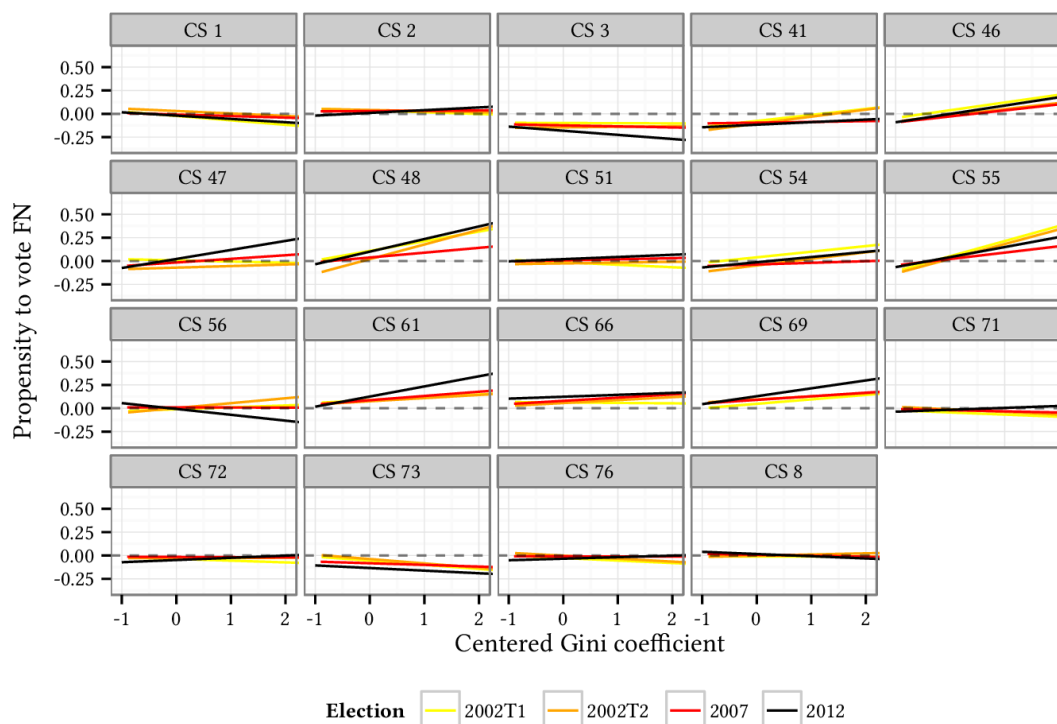 CS 1 CS 2 CS 3 CS 41 CS 46
0.50
0.00
-0.25
CS 47 CS 48 CS 51 CS 54 CS 55
0.50
0.25
0.00
-0.25
CS 56 CS 61 CS 66 CS 69 CS 71
0.50
0.25
0.00
-0.25
CS 72 CS 73 CS 76 CS 8
0.50
0.25
0.00
-0.25
-1 0 1 2 -1 0 1 2 -1 0 1 2 -1 0 1 2
Propensity to vote FN
Centered Gini coefficient
Election 2002T1 2002T2 2007 2012